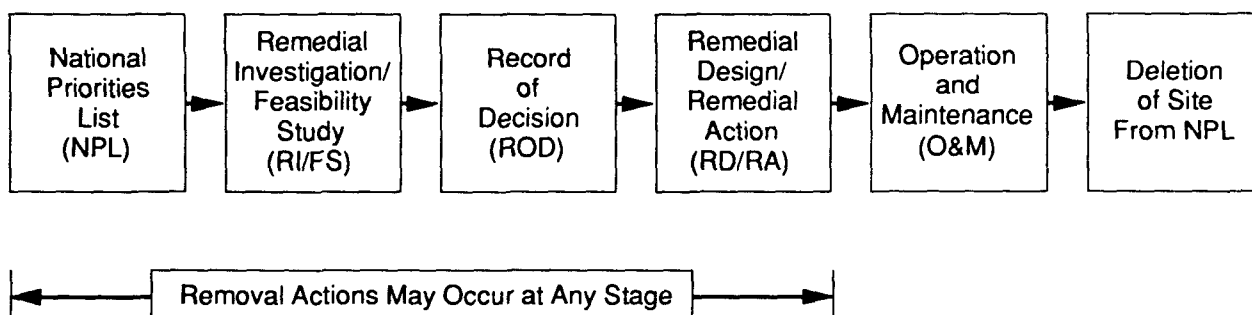 National
Priorities
List
(NPL)
Remedial
Investigation/
Feasibility
Study
(RI/FS)
Record
of
Decision
(ROD)
Remedial
Design/
Remedial
Action
(RD/RA)
Operation
and
Maintenance
(O&M)
Deletion
of Site
From NPL
Removal Actions May Occur at Any Stage